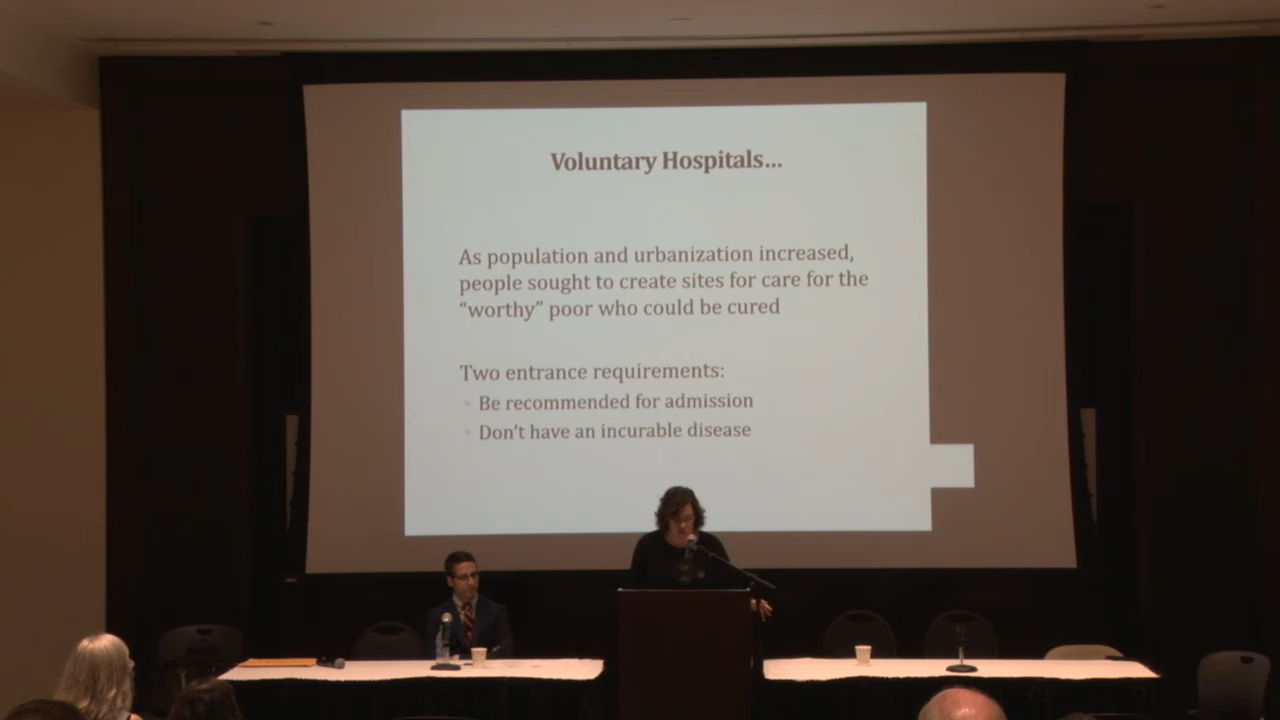 Voluntary Hospitals...
As population and urbanization increased,
people sought to create sites for care for the
“worthy” poor who could be cured
Two entrance requirements:
Be recommended for admission
Don’t have an incurable disease